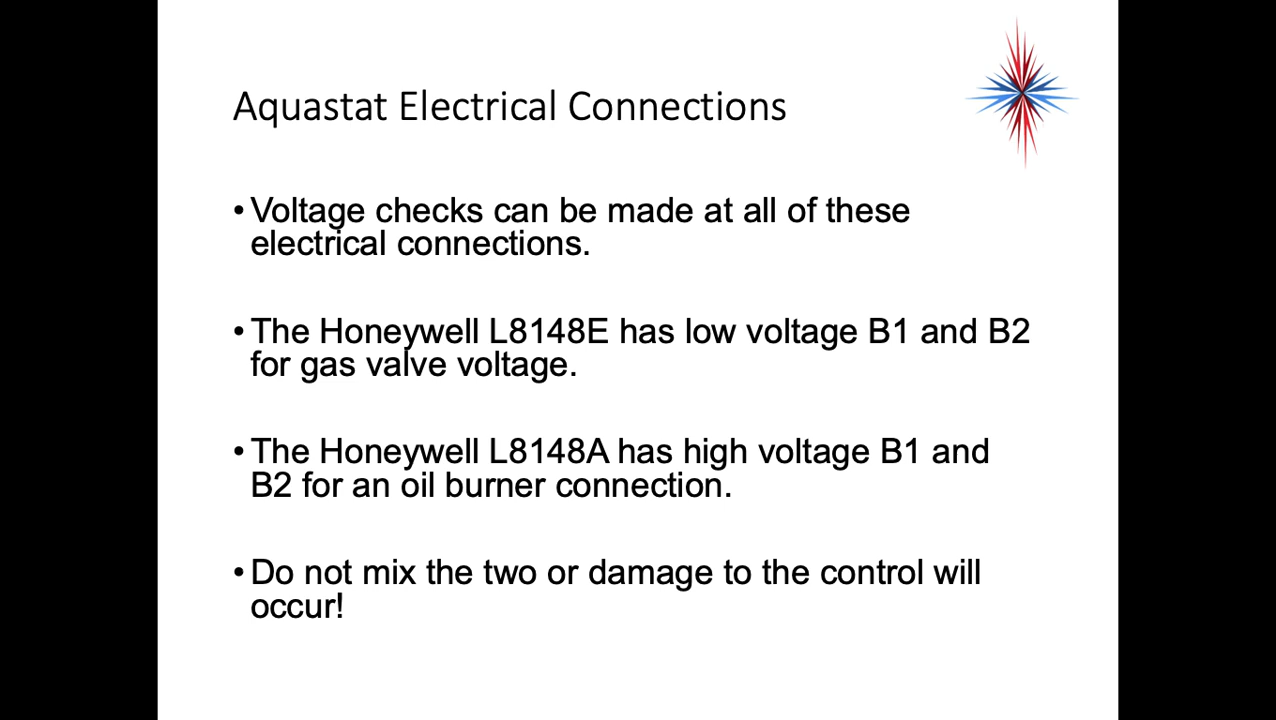 Aquastat Electrical Connections
• Voltage checks can be made at all of these
electrical connections.
• The Honeywell L8148E has low voltage B1 and B2
for gas valve voltage.
• The Honeywell L8148A has high voltage B1 and
B2 for an oil burner connection.
• Do not mix the two or damage to the control will
occur!